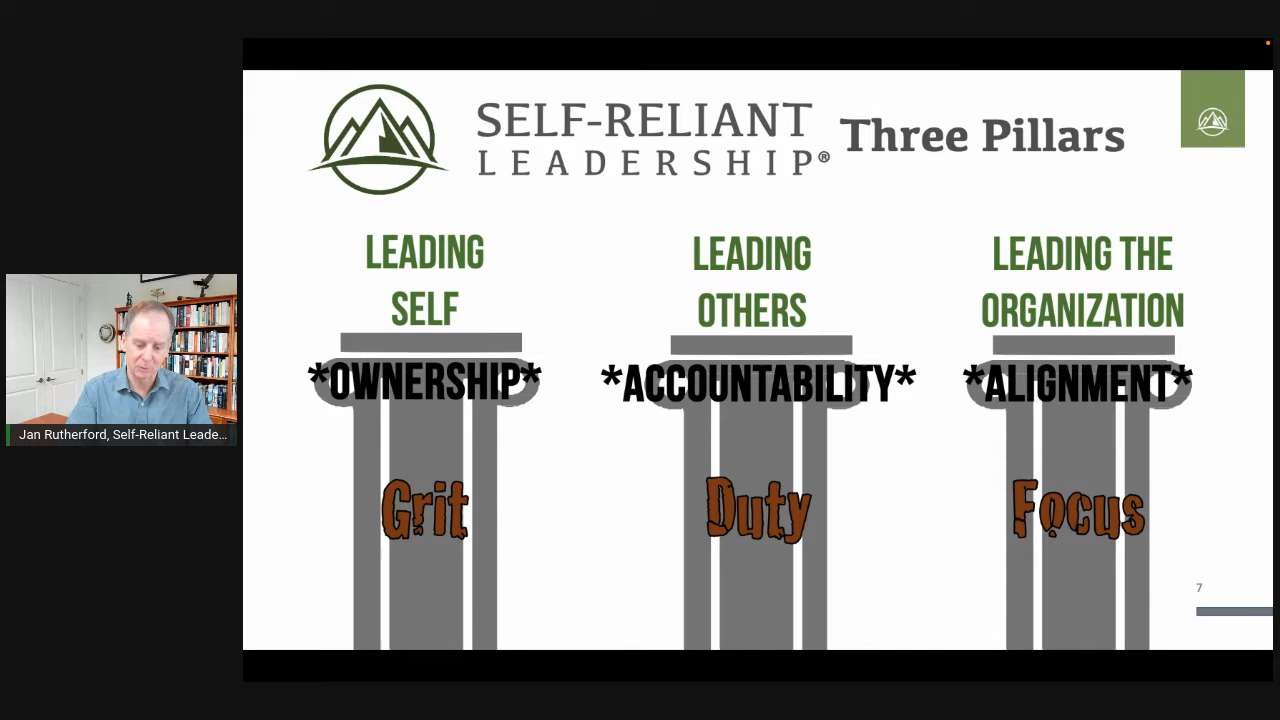 SELF-RELIANT
LEADERSHIP®
Three Pillars
LEADING
SELF
*OWNERSHIP*
Grit
LEADING
OTHERS
*ACCOUNTABILITY*
Duty
LEADING THE
ORGANIZATION
*ALIGNMENT*
Focus
7
Jan Rutherford, Self-Reliant Leade...